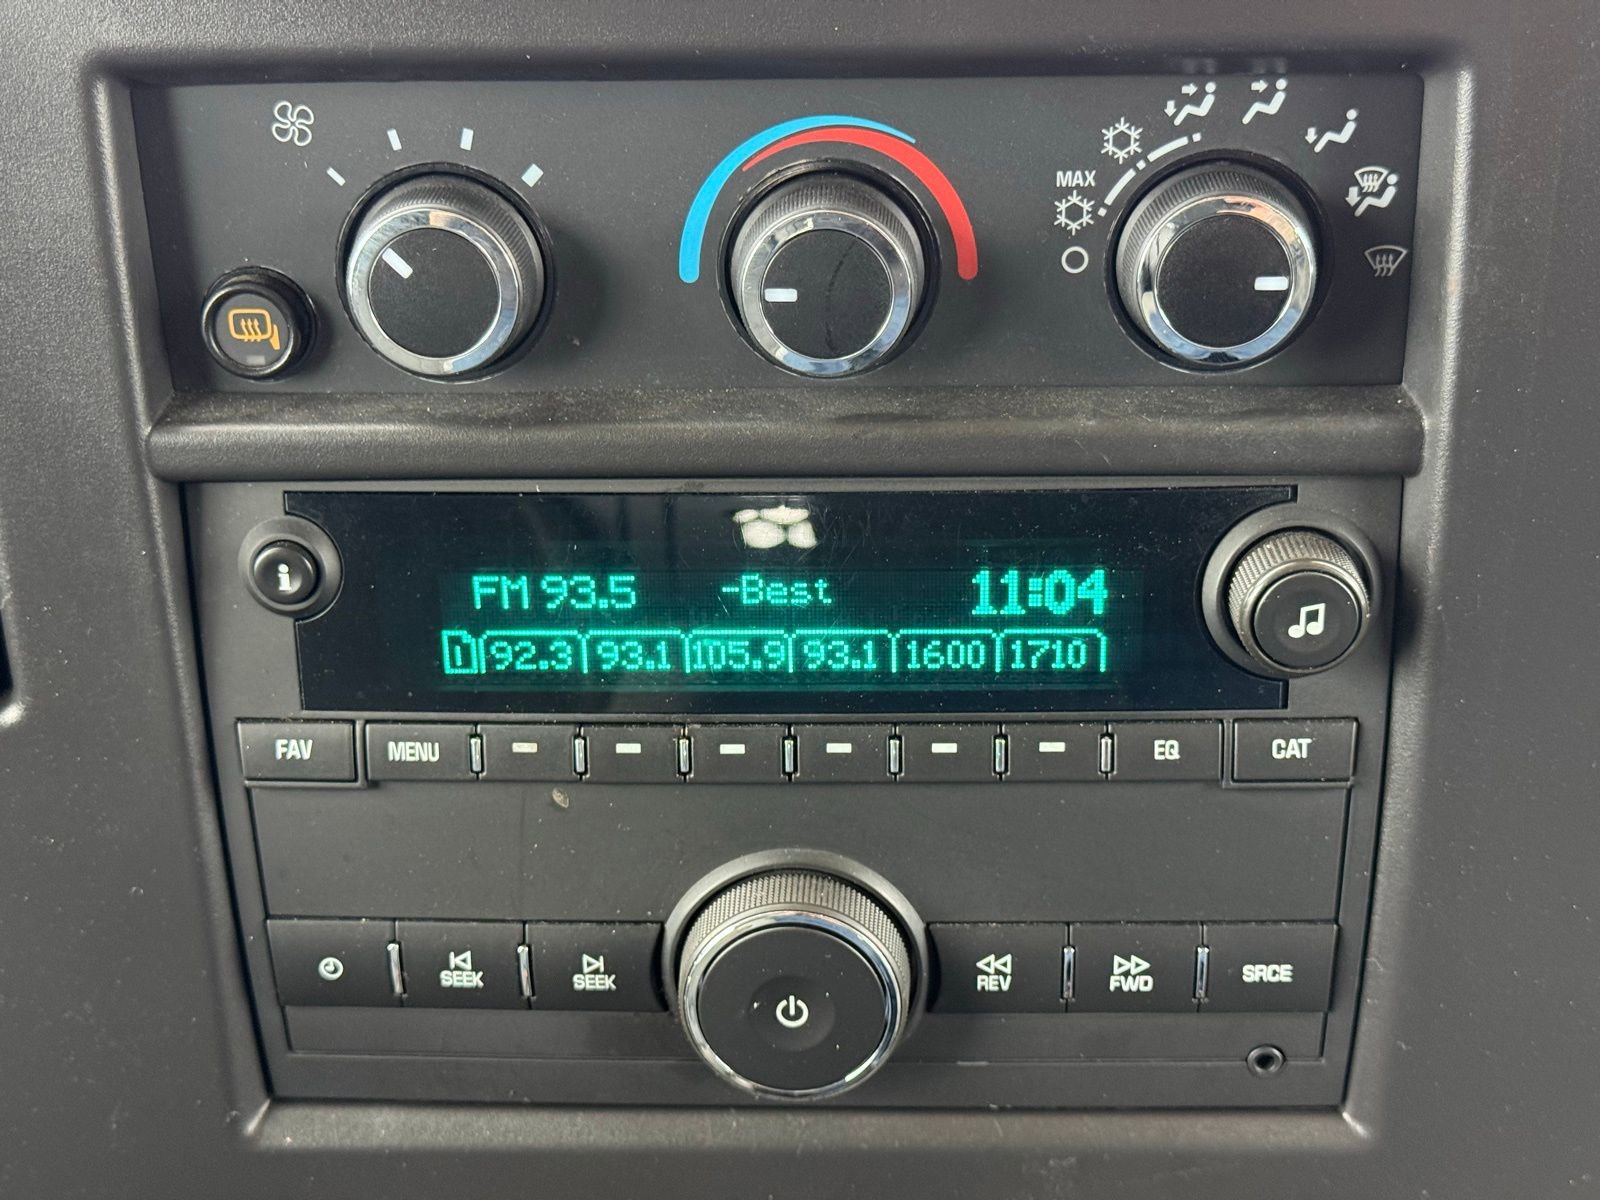 MAX
i
FM 93.5 -Best 11:04
1 92.3 93.1 105.9 93.1 1600 1710
FAV MENU EQ CAT
SEEK SEEK REV FWD SRCE